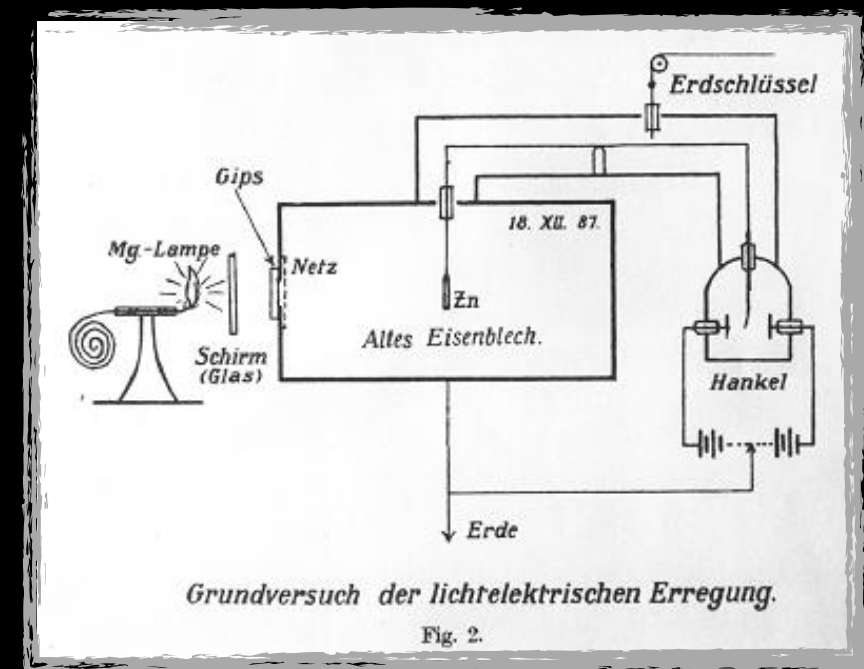 Erdschlüssel
Gips
18. XII. 87.
Mg.-Lampe
Netz
Zn
Altes Eisenblech.
Schirm
(Glas)
Hankel
Erde
Grundversuch der lichtelektrischen Erregung.
Fig. 2.